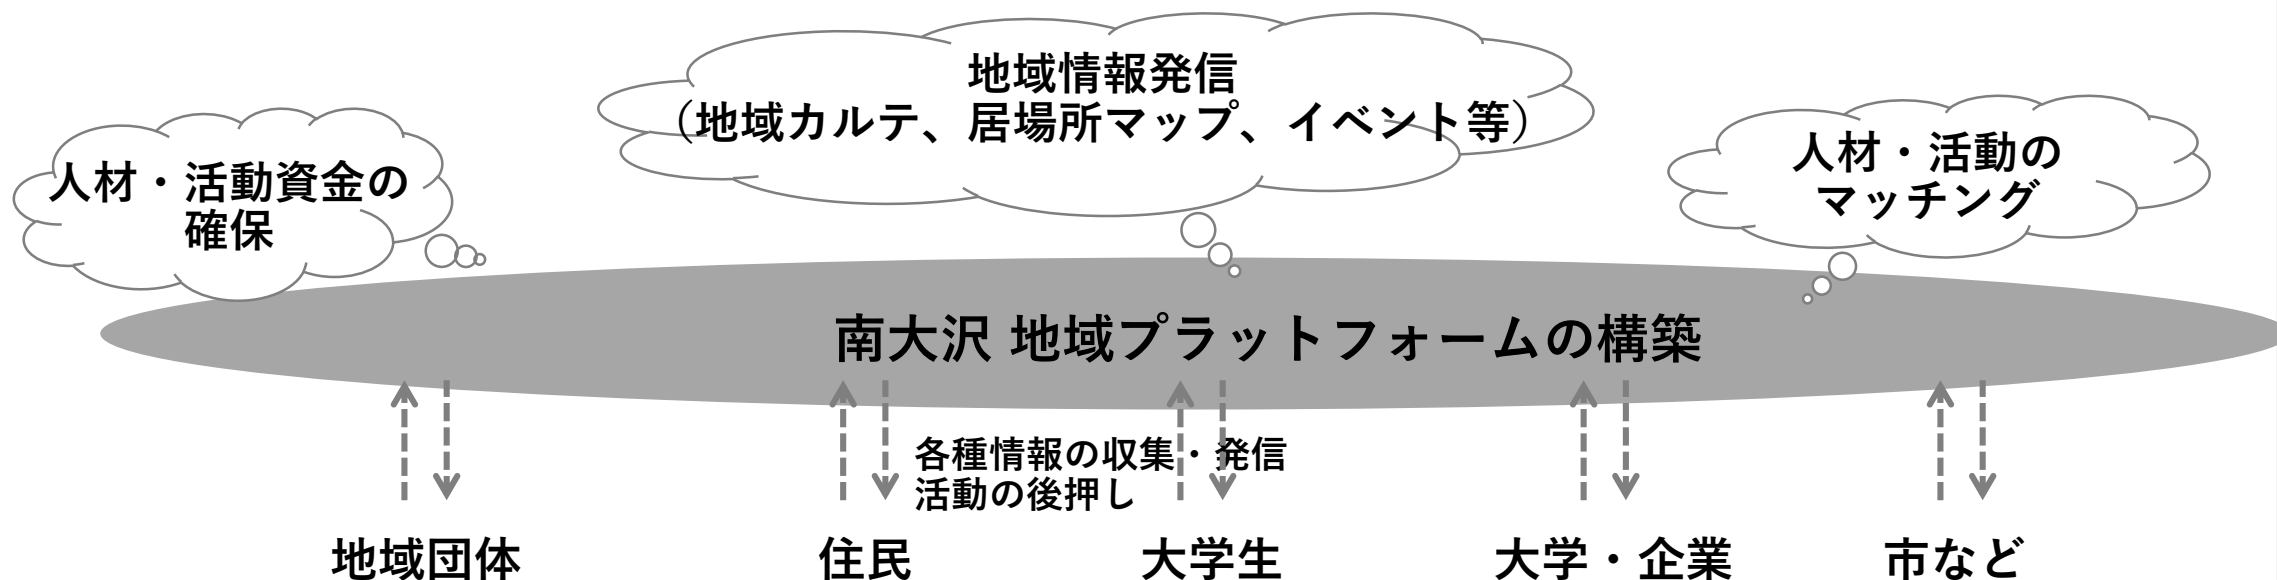 地域情報発信
（地域カルテ、居場所マップ、イベント等）
人材・活動資金の
確保
人材・活動の
マッチング
南大沢 地域プラットフォームの構築
各種情報の収集・発信
活動の後押し
地域団体
住民
大学生
大学・企業
市など